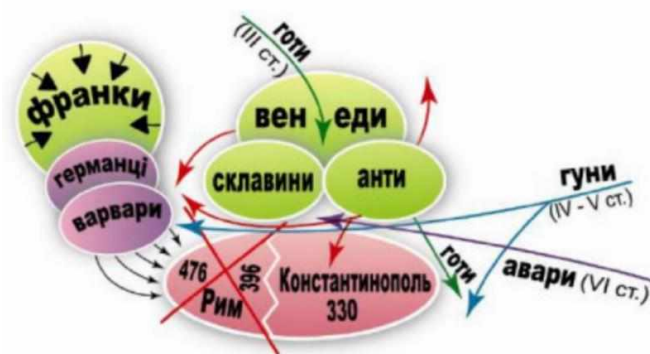 франки
германці
варвари
готи
(III ст.)
вен еди
склавини
анти
гуни
(IV - V ст.)
авари (VI ст.)
готи
476
Рим
396
Константинополь
330